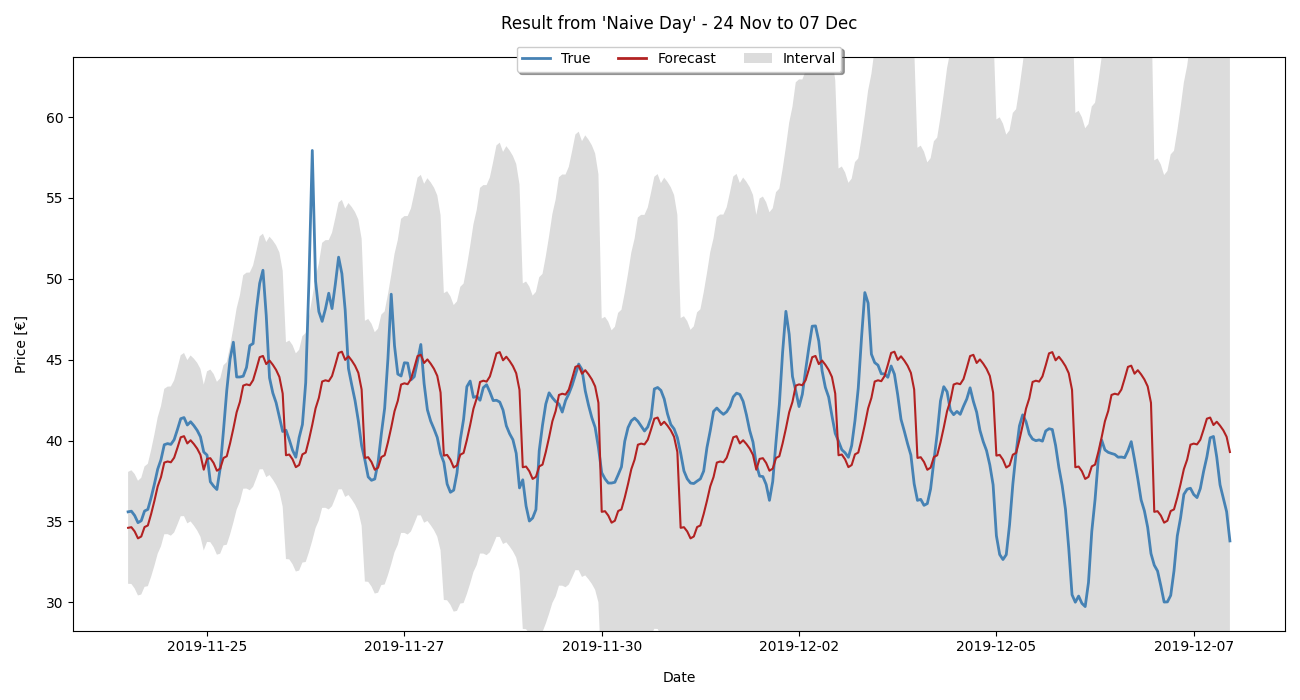 Result from 'Naive Day' - 24 Nov to 07 Dec
True Forecast Interval
Price [€]
60
55
50
45
40
35
30
2019-11-25 2019-11-27 2019-11-30 2019-12-02 2019-12-05 2019-12-07
Date